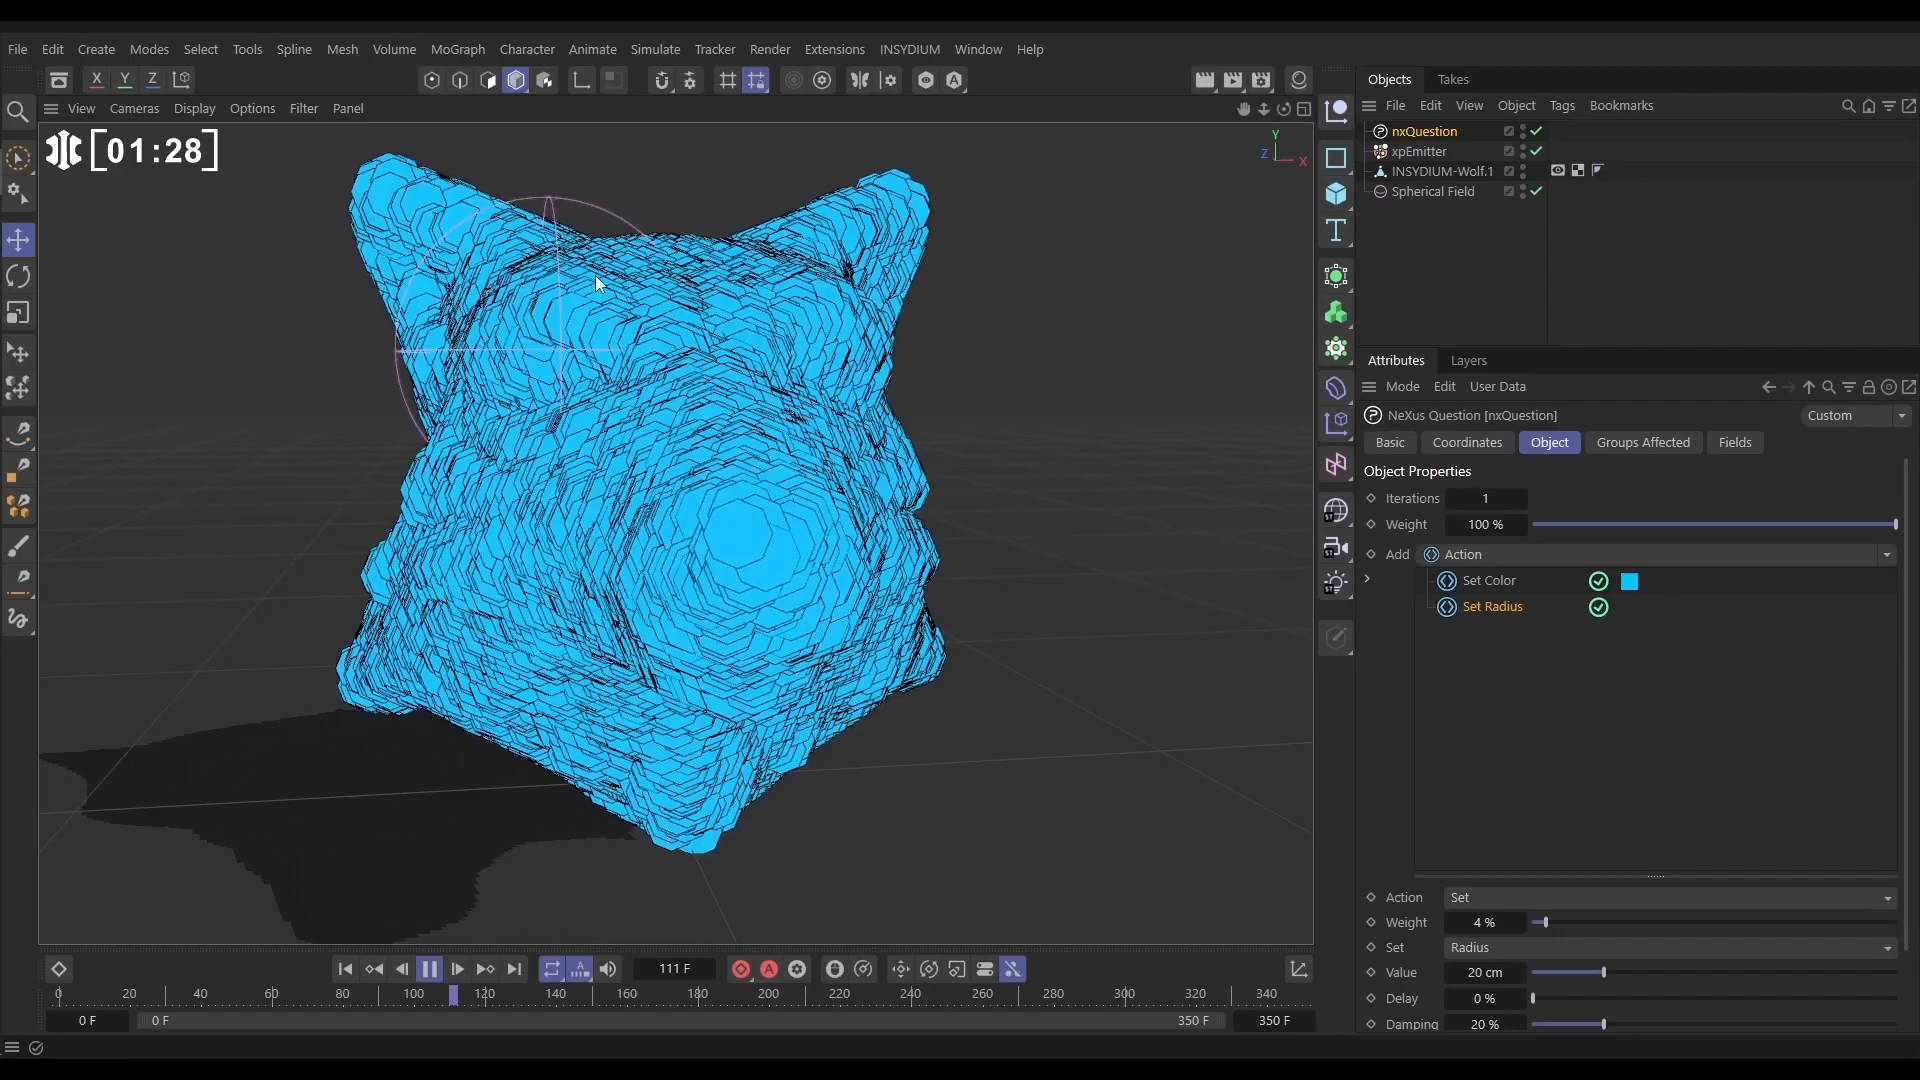 File Edit Create Modes Select Tools Spline Mesh Volume MoGraph Character Animate Simulate Tracker Render Extensions INSYDIUM Window Help
X Y Z
View Cameras Display Options Filter Panel
[01:28]
Y
Z X
Objects Takes
File Edit View Object Tags Bookmarks
nxQuestion
xpEmitter
INSYDIUM-Wolf.1
Spherical Field
Attributes Layers
Mode Edit User Data
NeXus Question [nxQuestion] Custom
Basic Coordinates Object Groups Affected Fields
Object Properties
Iterations 1
Weight 100 %
Add Action
Set Color
Set Radius
Action Set
Weight 4 %
Set Radius
Value 20 cm
Delay 0 %
Damping 20 %
111 F
0 20 40 60 80 100 120 140 160 180 200 220 240 260 280 300 320 340
0 F 0 F 350 F 350 F